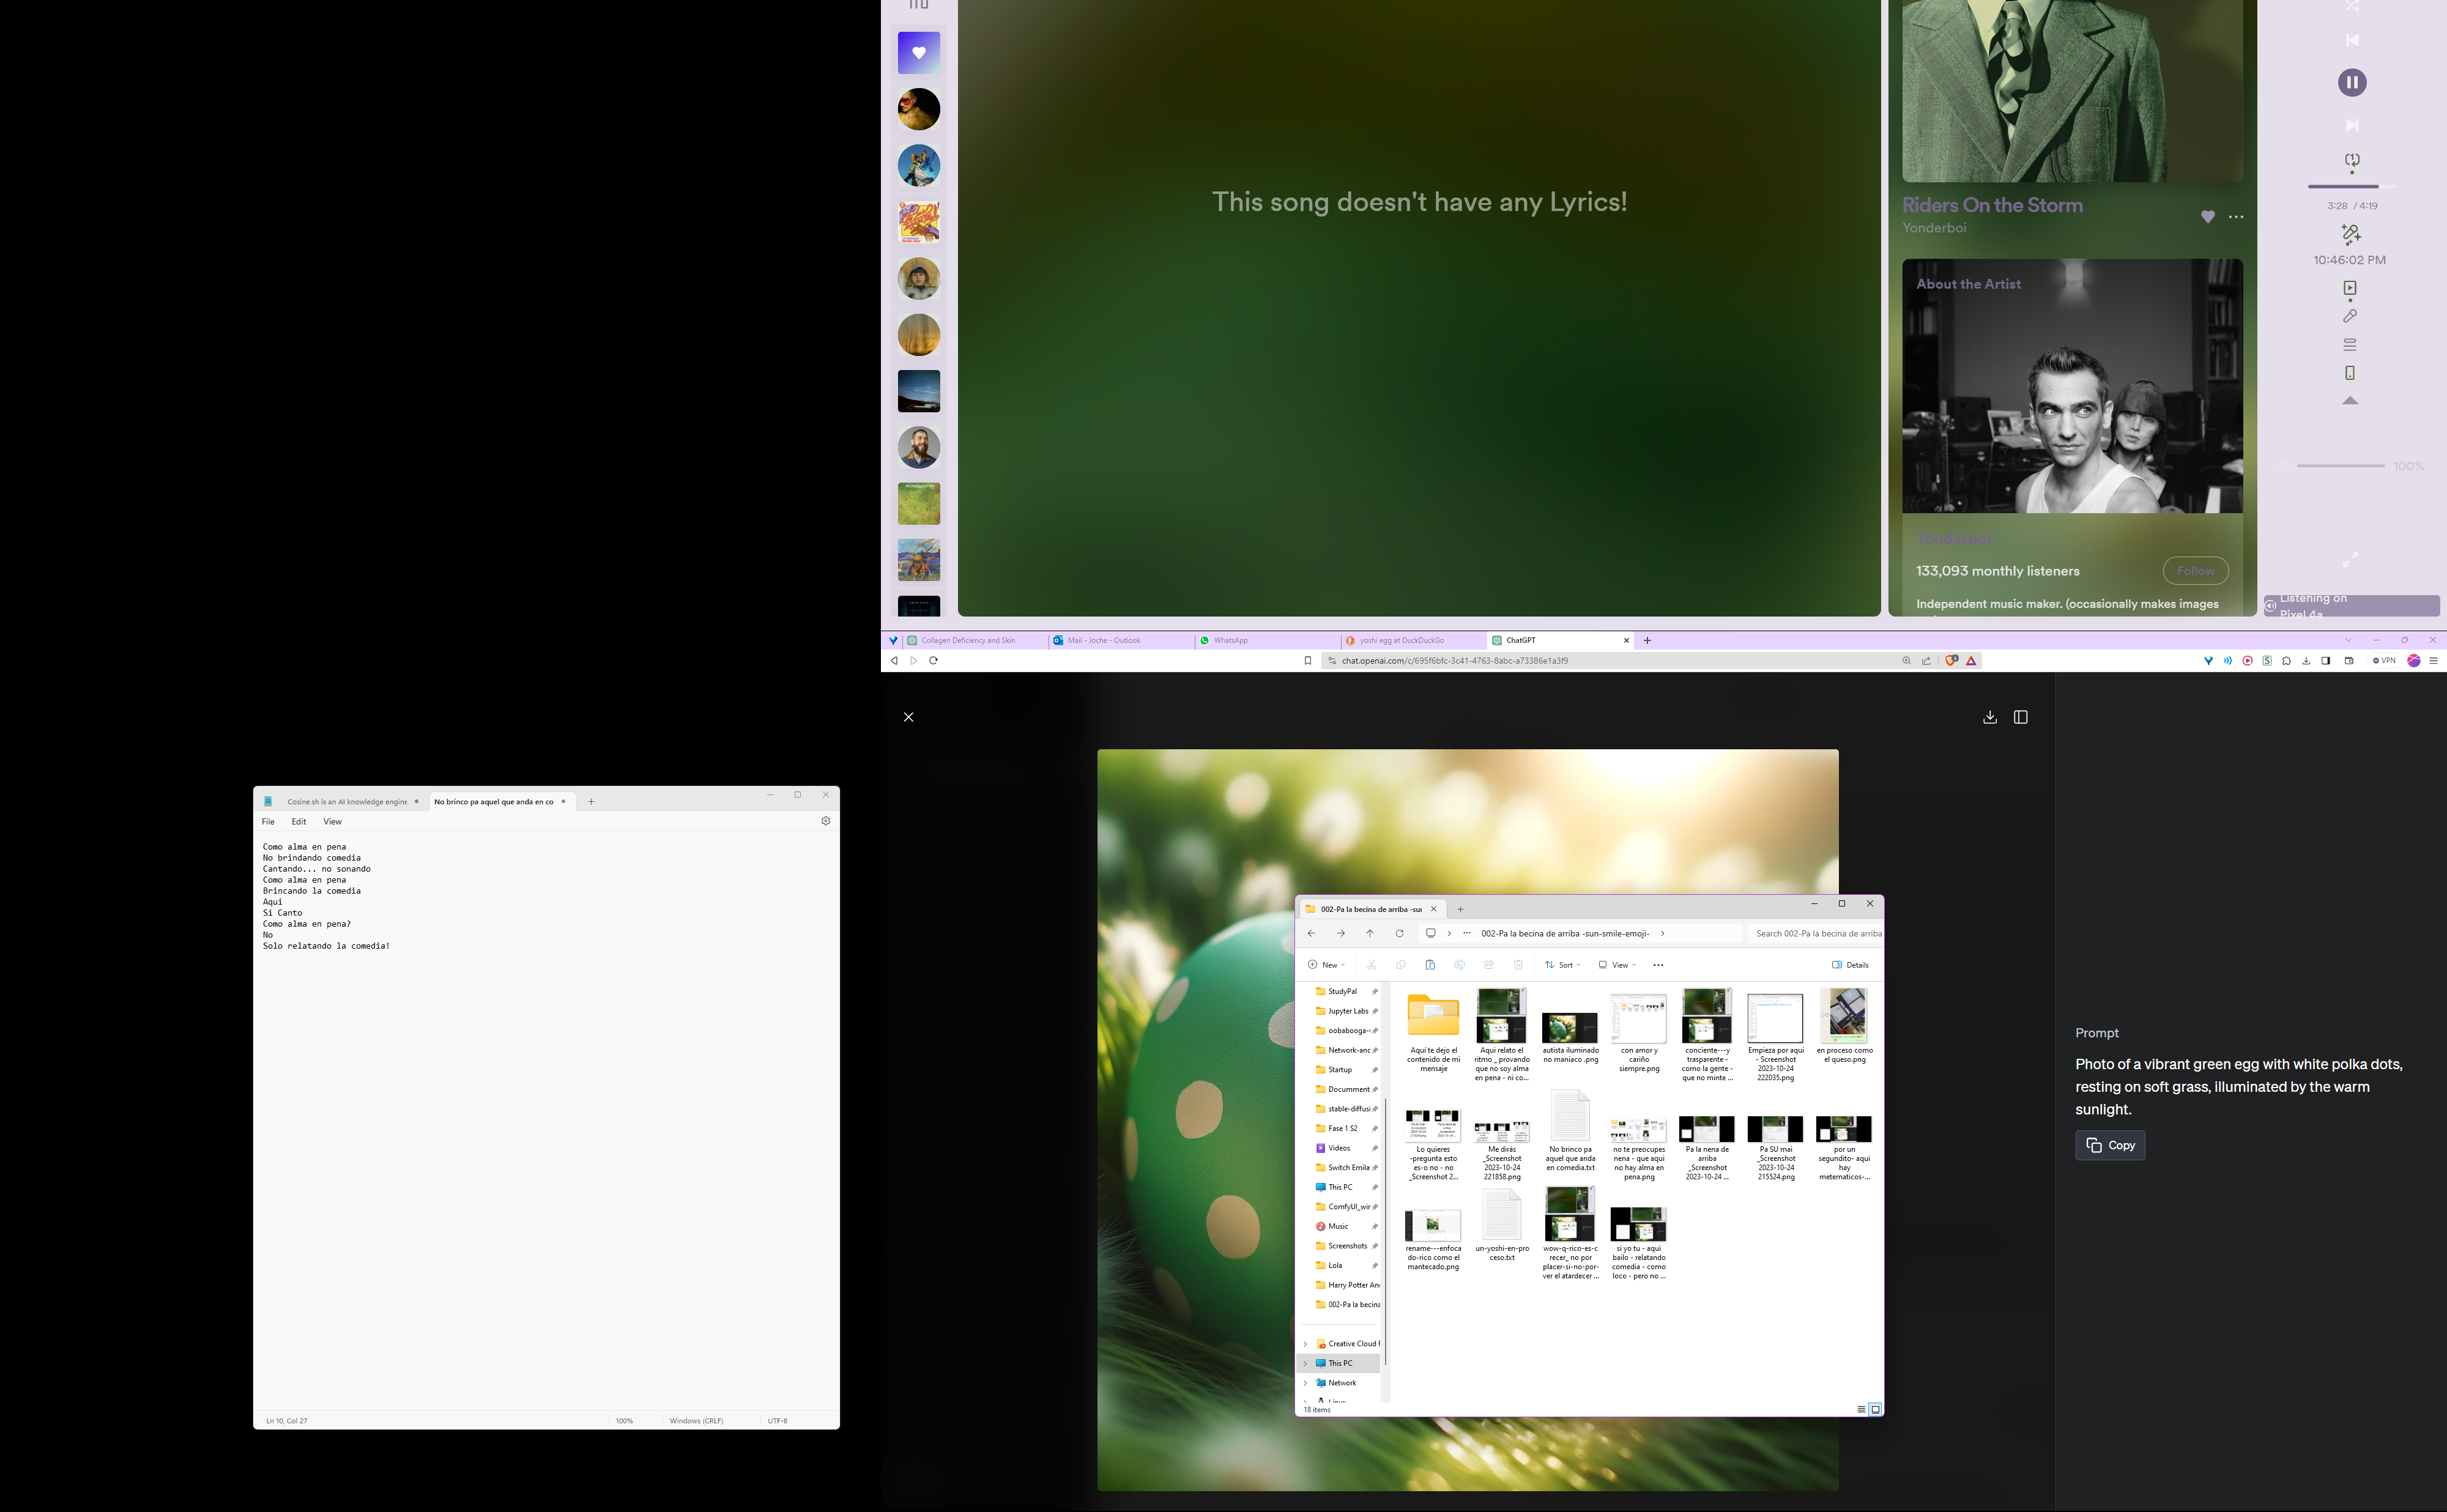 This song doesn't have any Lyrics!
Riders On the Storm
Yonderboi
About the Artist
Yonderboi
133,093 monthly listeners
Follow
Independent music maker. (occasionally makes images
3:28 / 4:19
10:46:02 PM
100%
Listening on
Pixel 4a
Collagen Deficiency and Skin
Mail - Joche - Outlook
WhatsApp
yoshi egg at DuckDuckGo
ChatGPT
chat.openai.com/c/695f6bfc-3c41-4763-8abc-a73386e1a3f9
VPN
Cosine.sh is an AI knowledge engine
No brinco pa aquel que anda en co
File Edit View
Como alma en pena
No brindando comedia
Cantando... no sonando
Como alma en pena
Brincando la comedia
Aqui
Si Canto
Como alma en pena?
No
Solo relatando la comedia!
Ln 10, Col 27
100%
Windows (CRLF)
UTF-8
002-Pa la becina de arriba -sur
002-Pa la becina de arriba -sun-smile-emoji-
Search 002-Pa la becina de arriba
New
Sort
View
Details
StudyPal
Jupyter Labs
oobabooga-
Network-and
Startup
Documment
stable-diffusi
Fase 1 S2
Videos
Switch Emila
This PC
ComfyUI_wir
Music
Screenshots
Lola
Harry Potter An
002-Pa la becina
Creative Cloud F
This PC
Network
Linux
18 items
Aquí te dejo el
contenido de mi
mensaje
Aqui relato el
ritmo _ provando
que no soy alma
en pena - ni co...
autista iluminado
no maniaco .png
con amor y
cariño
siempre.png
conciente---y
trasparente -
como la gente -
que no minte ...
Empieza por aqui
- Screenshot
2023-10-24
222035.png
en proceso como
el queso.png
Lo quieres
-pregunta esto
es-o no - no
_Screenshot 2...
Me dirás
_Screenshot
2023-10-24
221858.png
No brinco pa
aquel que anda
en comedia.txt
no te preocupes
nena - que aqui
no hay alma en
pena.png
Pa la nena de
arriba
_Screenshot
2023-10-24 ...
Pa SU mai
_Screenshot
2023-10-24
215524.png
por un
segundito- aqui
hay
metematicos-...
rename---enfoca
do-rico como el
mantecado.png
un-yoshi-en-pro
ceso.txt
wow-q-rico-es-c
recer_ no por
placer-si-no-por-
ver el atardecer ...
si yo tu - aqui
bailo - relatando
comedia - como
loco - pero no ...
Prompt
Photo of a vibrant green egg with white polka dots,
resting on soft grass, illuminated by the warm
sunlight.
Copy